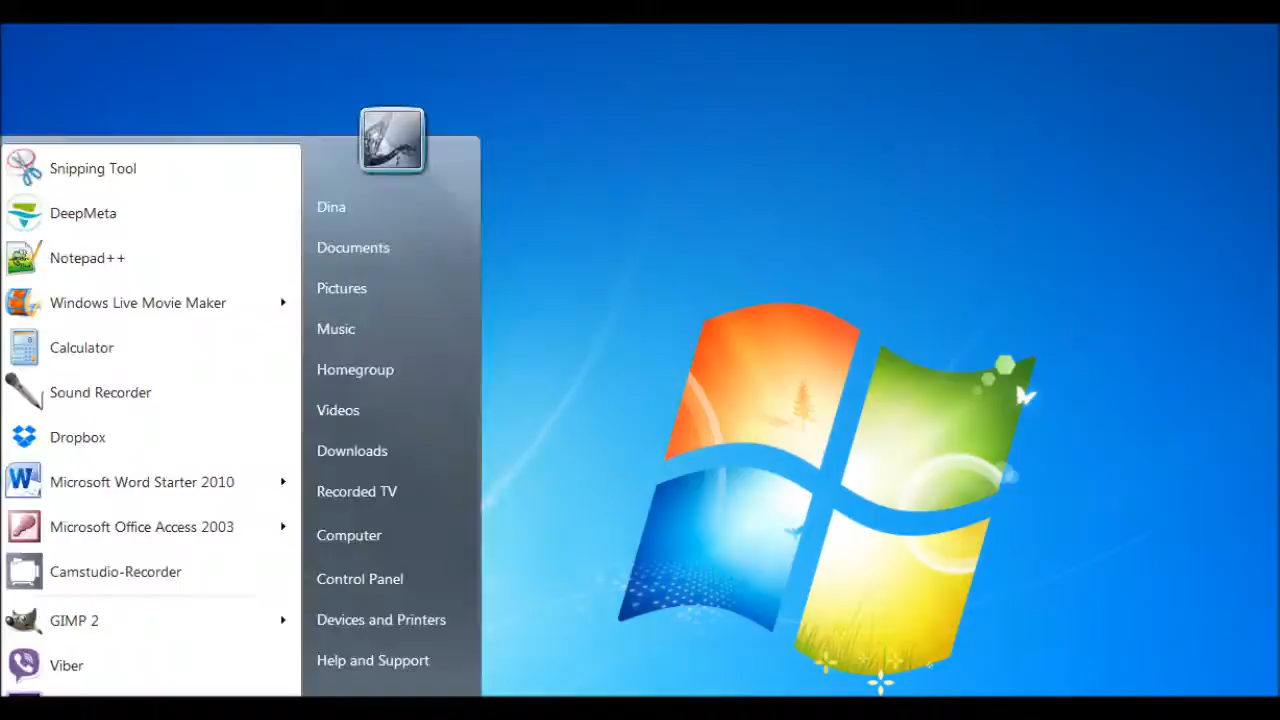 Snipping Tool
DeepMeta
Notepad++
Windows Live Movie Maker
Calculator
Sound Recorder
Dropbox
Microsoft Word Starter 2010
Microsoft Office Access 2003
Camstudio-Recorder
GIMP 2
Viber
Dina
Documents
Pictures
Music
Homegroup
Videos
Downloads
Recorded TV
Computer
Control Panel
Devices and Printers
Help and Support